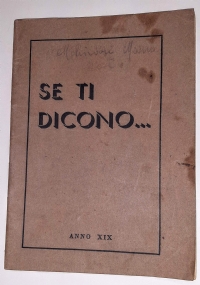 SE TI
DICONO...
ANNO XIX